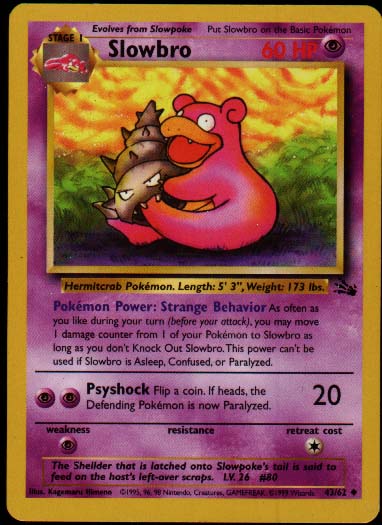 Evolves from Slowpoke Put Slowbro on the Basic Pokémon
STAGE 1
Slowbro 60 HP
Hermitcrab Pokémon. Length: 5' 3", Weight: 173 lbs.
Pokémon Power: Strange Behavior As often as
you like during your turn (before your attack), you may move
1 damage counter from 1 of your Pokémon to Slowbro as
long as you don't Knock Out Slowbro. This power can't be
used if Slowbro is Asleep, Confused, or Paralyzed.
Psyshock Flip a coin. If heads, the
Defending Pokémon is now Paralyzed.
20
weakness resistance retreat cost
The Shellder that is latched onto Slowpoke's tail is said to
feed on the host's left-over scraps. LV. 26 #80
Illus. Kagemaru Himeno ©1995, 96, 98 Nintendo, Creatures, GAMEFREAK. ©1999 Wizards. 43/62